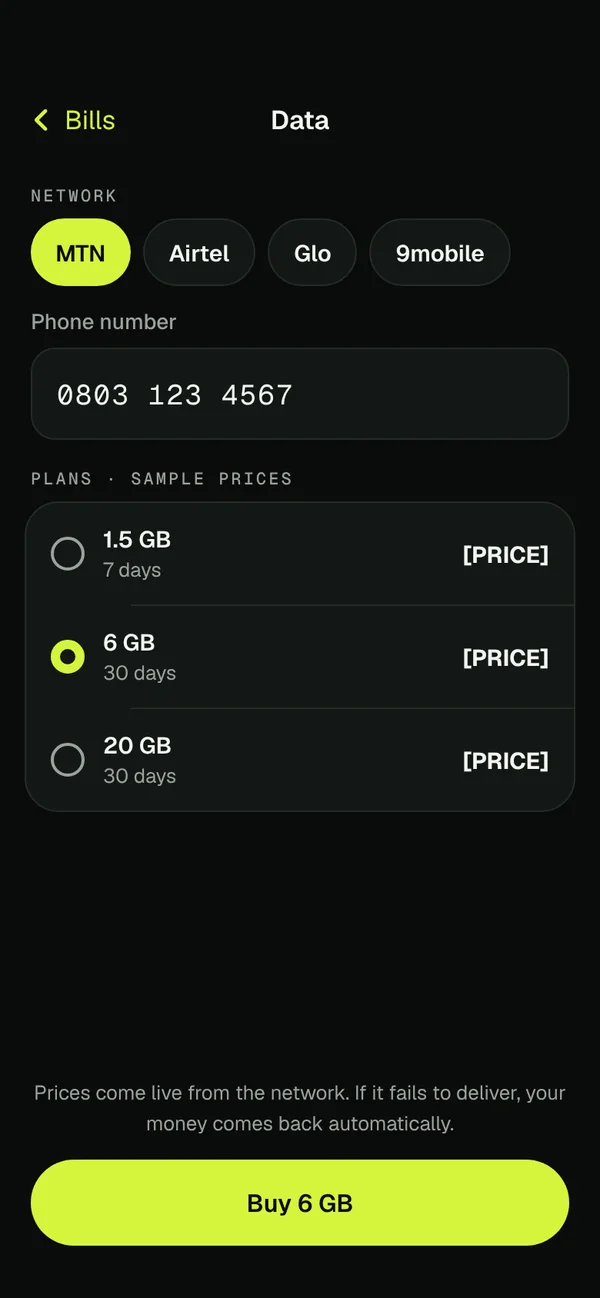 Bills
Data
NETWORK
MTN
Airtel
Glo
9mobile
Phone number
0803 123 4567
PLANS · SAMPLE PRICES
1.5 GB
7 days
[PRICE]
6 GB
30 days
[PRICE]
20 GB
30 days
[PRICE]
Prices come live from the network. If it fails to deliver, your
money comes back automatically.
Buy 6 GB